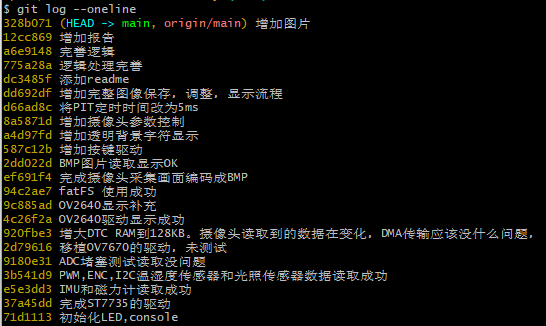 $ git log --oneline
328b071 (HEAD -> main, origin/main) 增加图片
12cc869 增加报告
a6e9148 完善逻辑
775a28a 逻辑处理完善
dc3485f 添加readme
dd692df 增加完整图像保存, 调整, 显示流程
d66ad8c 将PIT定时时间改为5ms
8a5871d 增加摄像头参数控制
a4d97fd 增加透明背景字符显示
587c12b 增加按键驱动
2dd022d BMP图片读取显示OK
ef691f4 完成摄像头采集画面编码成BMP
94c2ae7 fatFS 使用成功
9c885ad OV2640显示补充
4c26f2a OV2640驱动显示成功
920fbe3 增大DTC RAM到128KB。摄像头读取到的数据在变化, DMA传输应该没什么问题,
2d79616 移植OV7670的驱动, 未测试
9180e31 ADC堵塞测试读取没问题
3b541d9 PWM,ENC,I2C温湿度传感器和光照传感器数据读取成功
e5e3dd3 IMU和磁力计读取成功
37a45dd 完成ST7735的驱动
71d1113 初始化LED,console